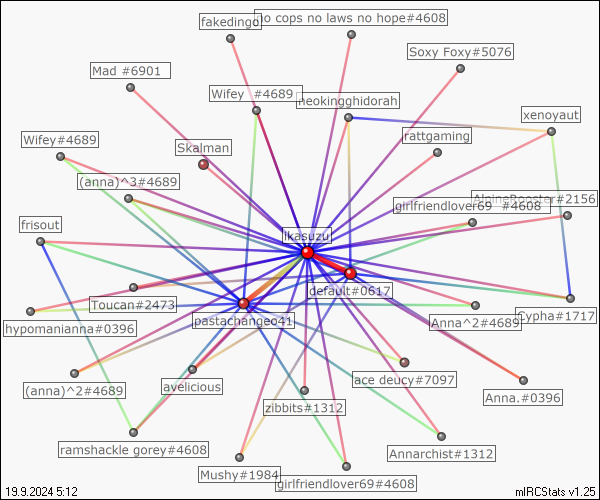 no cops no laws no hope#4608
fakedingo
Soxy Foxy#5076
Mad #6901
Wifey  #4689
neokingghidorah
xenoyaut
Wifey#4689
rattgaming
Skalman
(anna)^3#4689
AlpineRooster#2156
girlfriendlover69 #4608
frisout
ikasuzu
default#0617
Toucan#2473
Cypha#1717
pastachangeo41
Anna^2#4689
hypomanianna#0396
ace deucy#7097
(anna)^2#4689
avelicious
Anna.#0396
zibbits#1312
ramshackle gorey#4608
Annarchist#1312
Mushy#1984
girlfriendlover69#4608
19.9.2024 5:12
mIRCStats v1.25